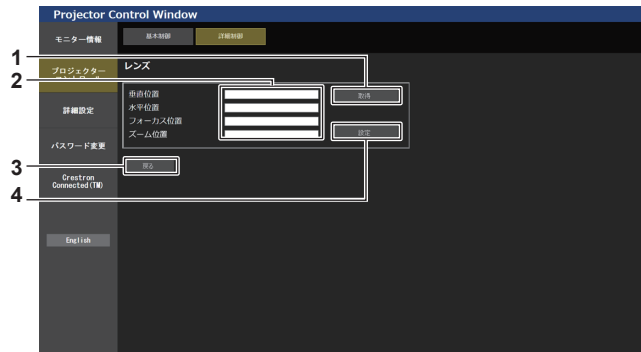 Projector Control Window
モニター情報
基本制御
詳細制御
1
プロジェクター
レンズ
2
垂直位置
取得
水平位置
詳細設定
フォーカス位置
ズーム位置
設定
パスワード変更
3
戻る
Crestron
Connected(TM)
4
English